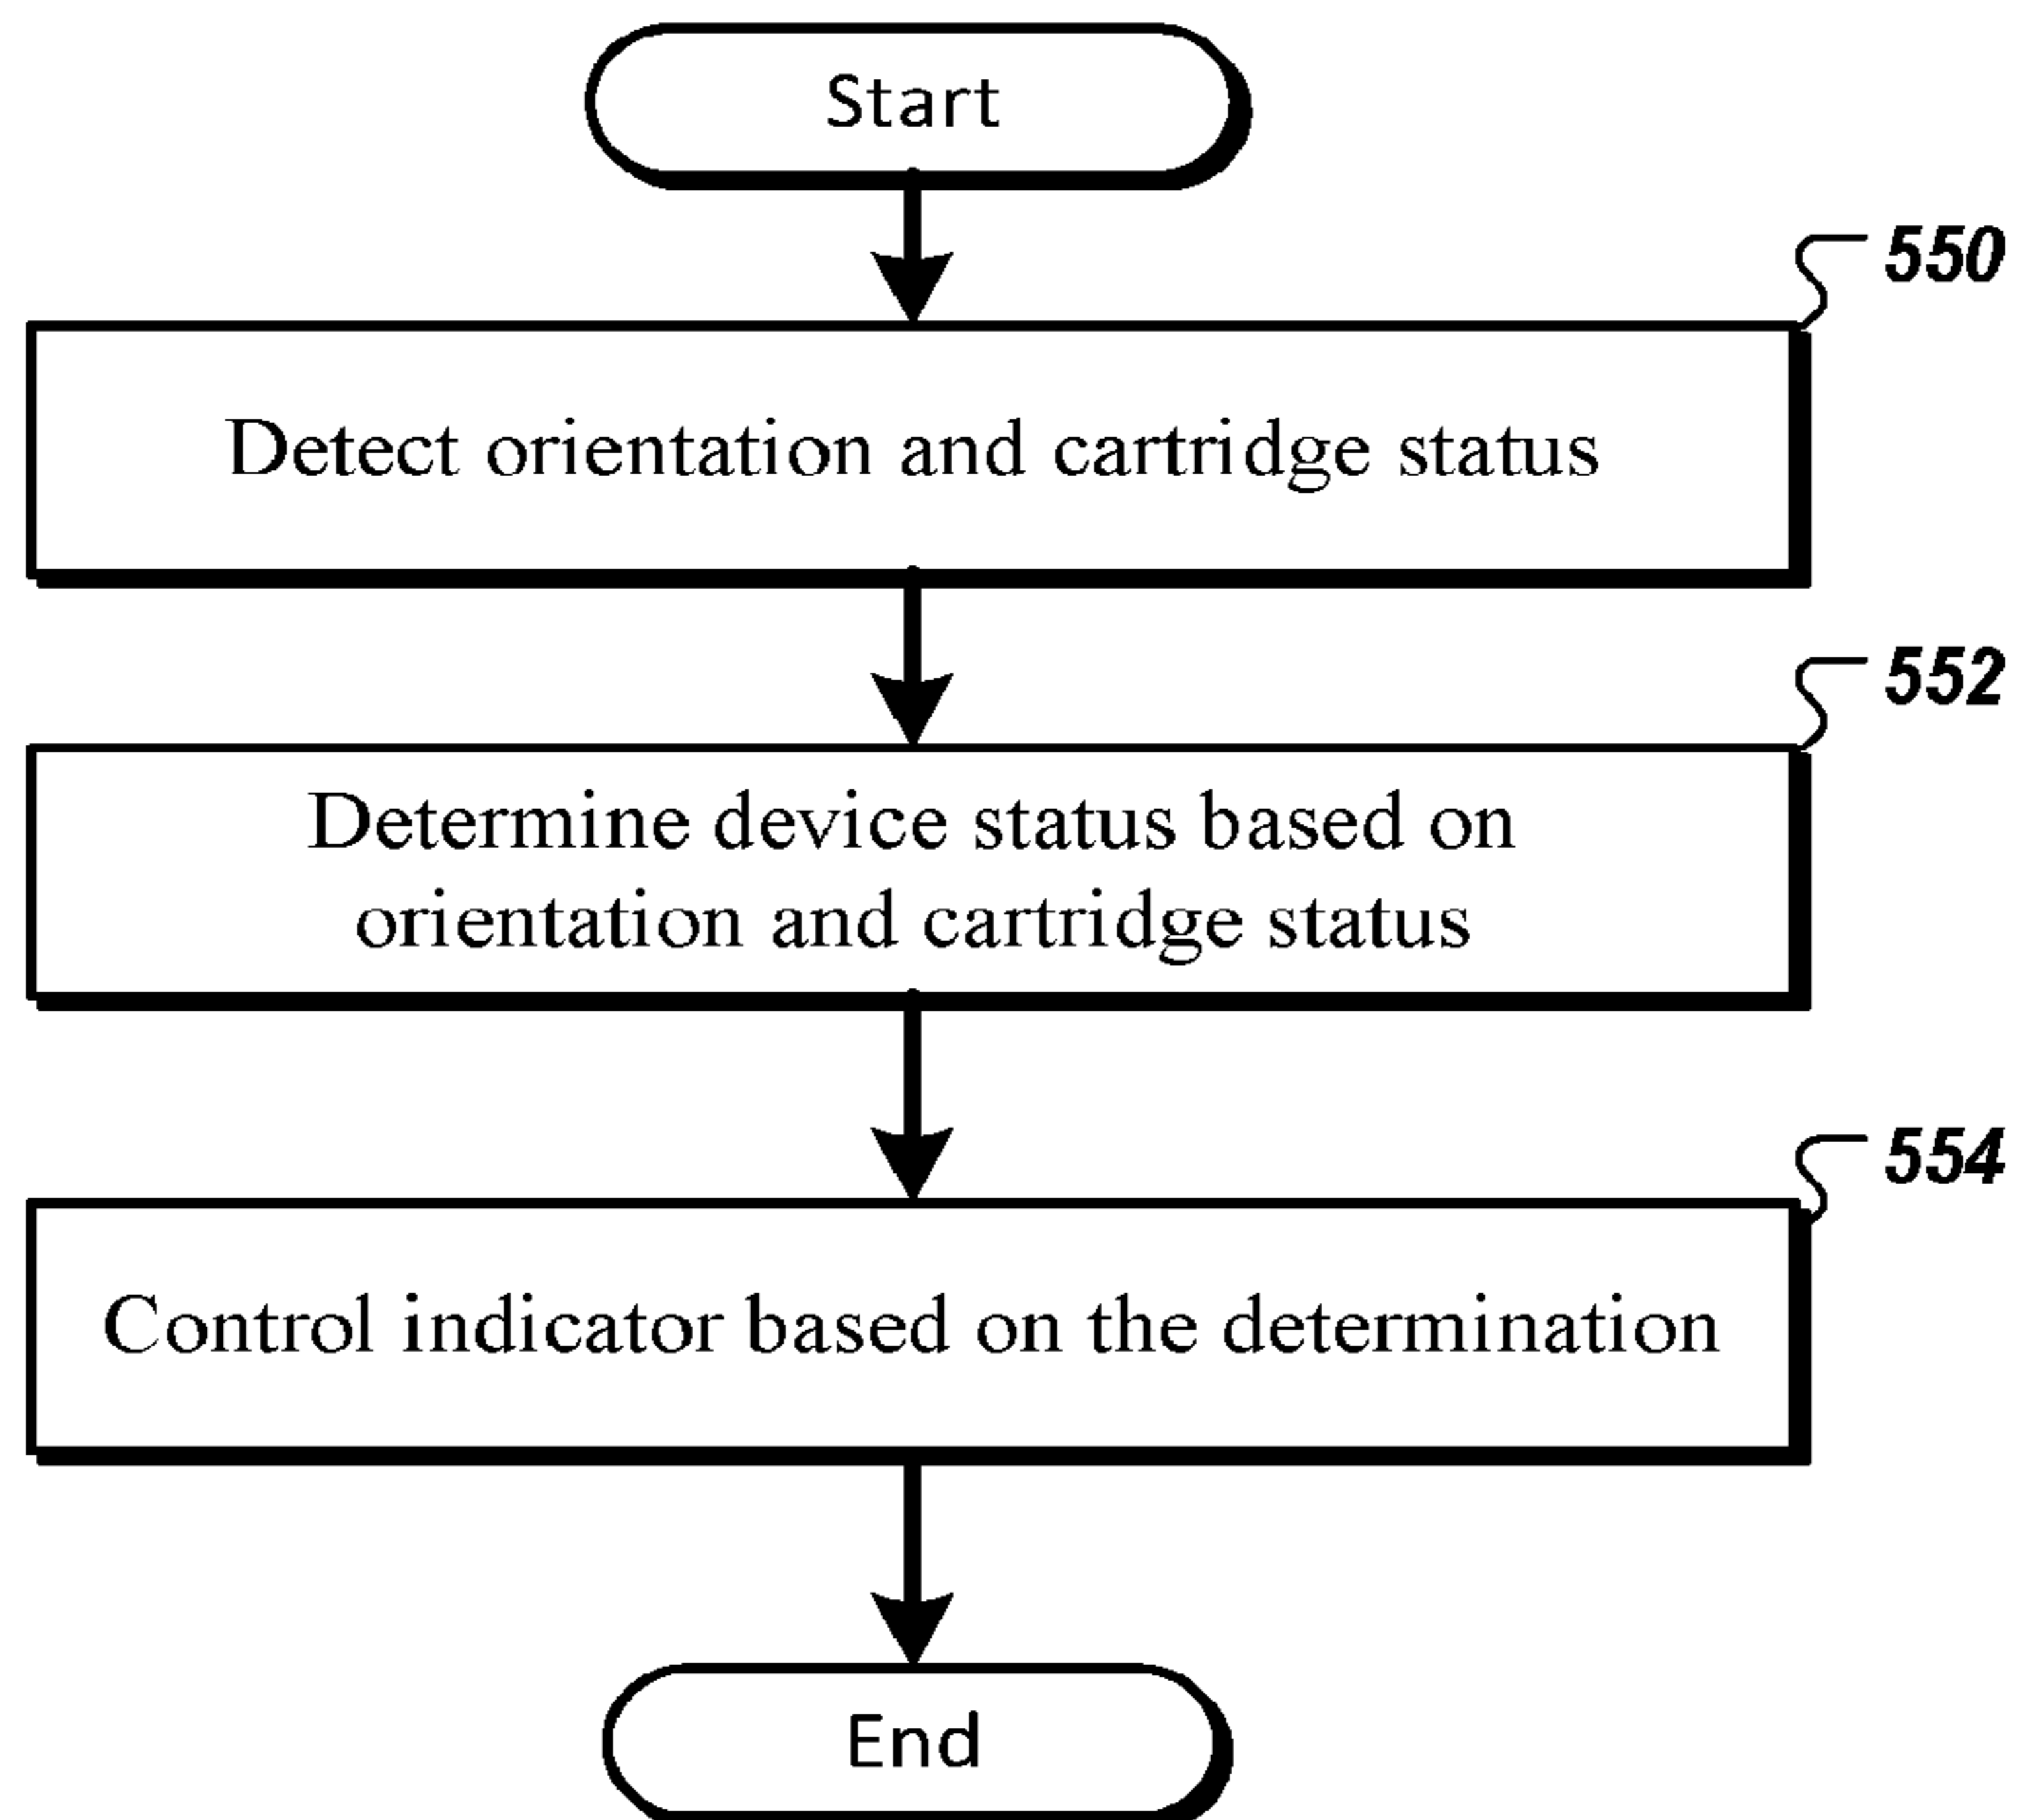 Start
550
Detect orientation and cartridge status
552
Determine device status based on
orientation and cartridge status
554
Control indicator based on the determination
End